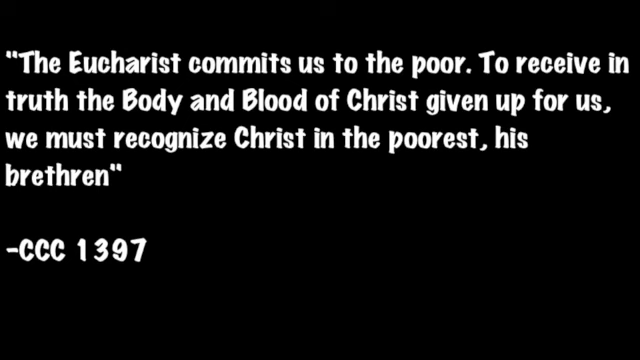 "The Eucharist commits us to the poor. To receive in
truth the Body and Blood of Christ given up for us,
we must recognize Christ in the poorest, his
brethren"
-CCC 1397